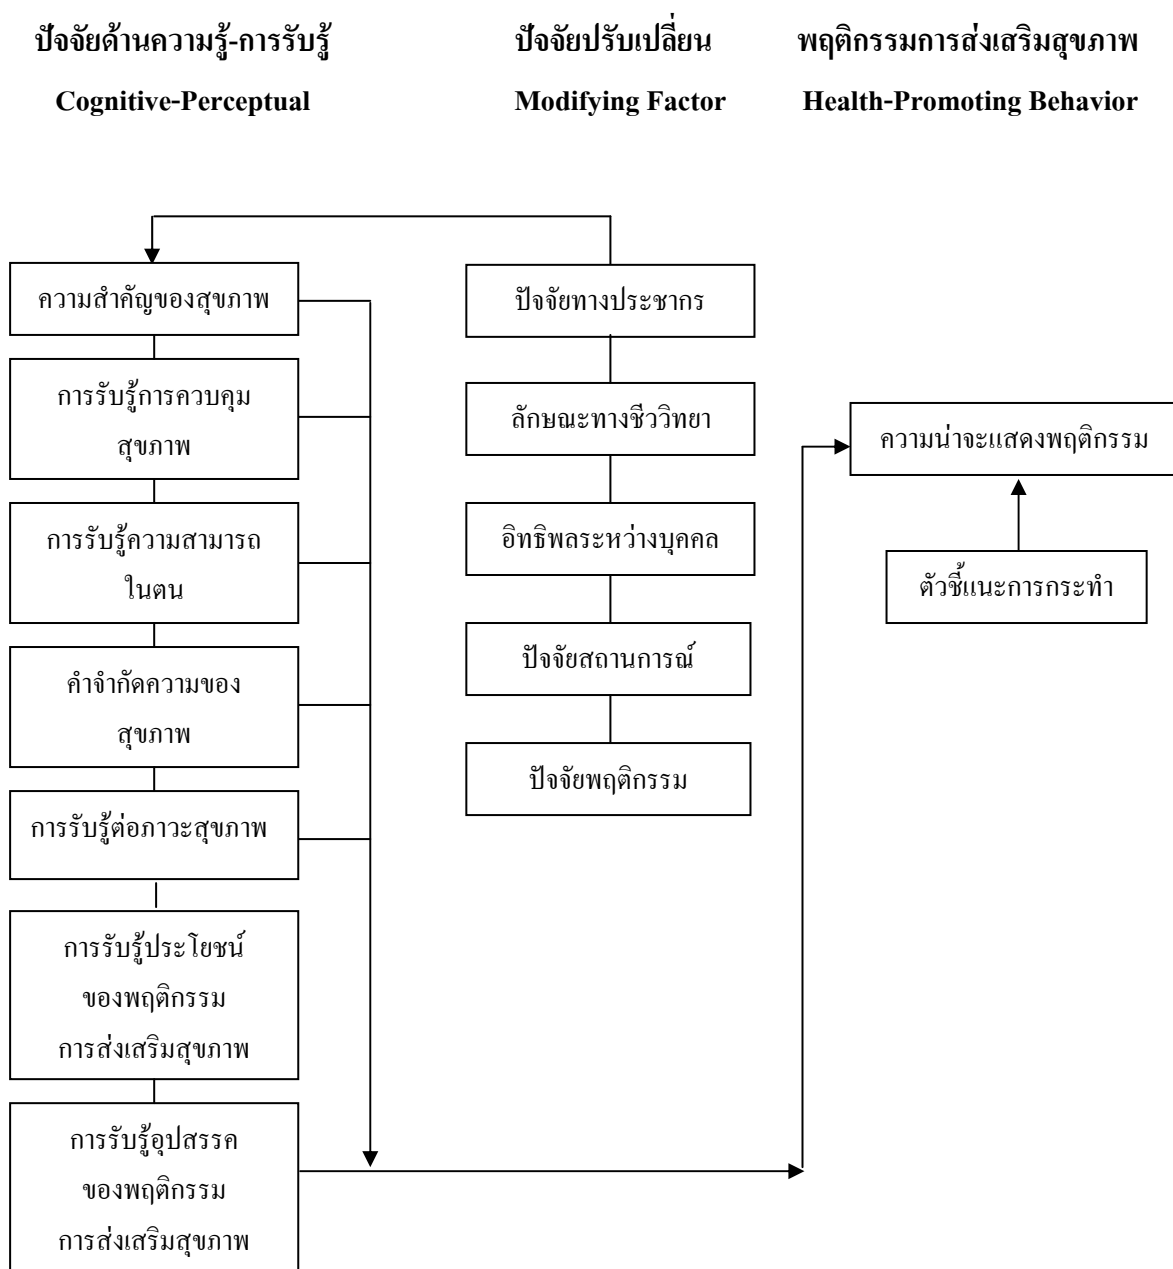 ปัจจัยด้านความรู้-การรับรู้
Cognitive-Perceptual
ปัจจัยปรับเปลี่ยน
Modifying Factor
พฤติกรรมการส่งเสริมสุขภาพ
Health-Promoting Behavior
ความสำคัญของสุขภาพ
การรับรู้การควบคุม
สุขภาพ
การรับรู้ความสามารถ
ในตน
คำจำกัดความของ
สุขภาพ
การรับรู้ต่อภาวะสุขภาพ
การรับรู้ประโยชน์
ของพฤติกรรม
การส่งเสริมสุขภาพ
การรับรู้อุปสรรค
ของพฤติกรรม
การส่งเสริมสุขภาพ
ปัจจัยทางประชากร
ลักษณะทางชีววิทยา
อิทธิพลระหว่างบุคคล
ปัจจัยสถานการณ์
ปัจจัยพฤติกรรม
ความน่าจะแสดงพฤติกรรม
ตัวชี้แนะการกระทำ